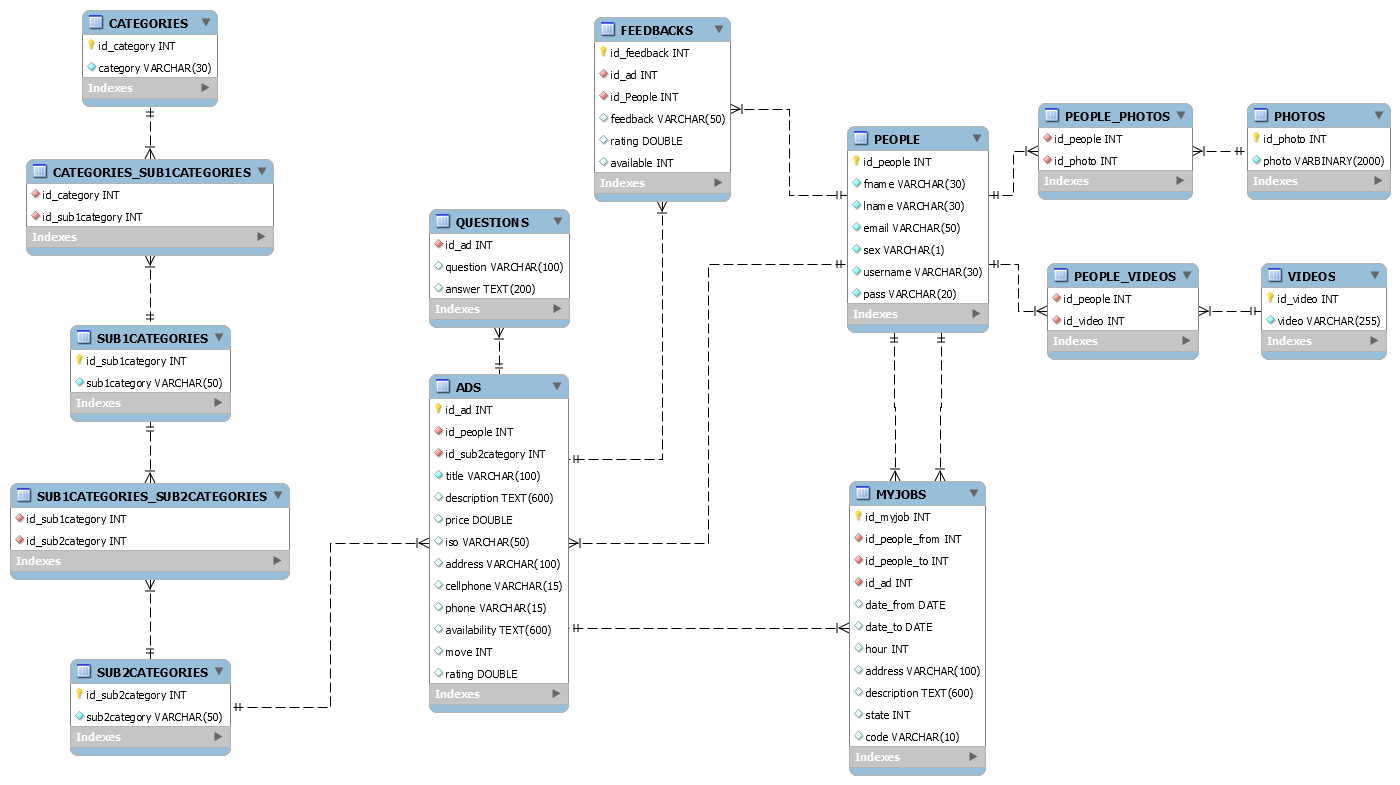 CATEGORIES
id_category INT
category VARCHAR(30)
Indexes
CATEGORIES_SUB1CATEGORIES
id_category INT
id_sub1category INT
Indexes
SUB1CATEGORIES
id_sub1category INT
sub1category VARCHAR(50)
Indexes
SUB1CATEGORIES_SUB2CATEGORIES
id_sub1category INT
id_sub2category INT
Indexes
SUB2CATEGORIES
id_sub2category INT
sub2category VARCHAR(50)
Indexes
QUESTIONS
id_ad INT
question VARCHAR(100)
answer TEXT(200)
Indexes
ADS
id_ad INT
id_people INT
id_sub2category INT
title VARCHAR(100)
description TEXT(600)
price DOUBLE
iso VARCHAR(50)
address VARCHAR(100)
cellphone VARCHAR(15)
phone VARCHAR(15)
availability TEXT(600)
move INT
rating DOUBLE
Indexes
FEEDBACKS
id_feedback INT
id_ad INT
id_People INT
feedback VARCHAR(50)
rating DOUBLE
available INT
Indexes
PEOPLE
id_people INT
fname VARCHAR(30)
lname VARCHAR(30)
email VARCHAR(50)
sex VARCHAR(1)
username VARCHAR(30)
pass VARCHAR(20)
Indexes
MYJOBS
id_myjob INT
id_people_from INT
id_people_to INT
id_ad INT
date_from DATE
date_to DATE
hour INT
address VARCHAR(100)
description TEXT(600)
state INT
code VARCHAR(10)
Indexes
PEOPLE_PHOTOS
id_people INT
id_photo INT
Indexes
PHOTOS
id_photo INT
photo VARBINARY(2000)
Indexes
PEOPLE_VIDEOS
id_people INT
id_video INT
Indexes
VIDEOS
id_video INT
video VARCHAR(255)
Indexes